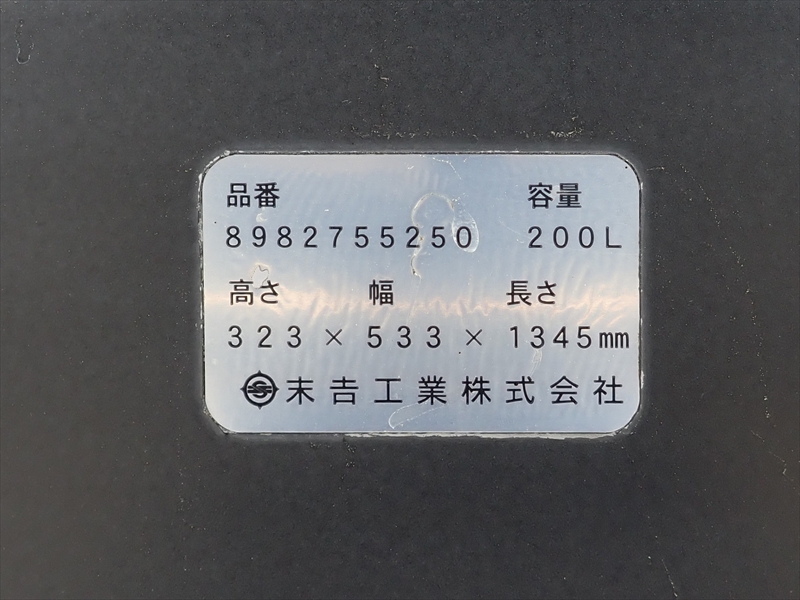 品番 容量
8982755250 200L
高さ 幅 長さ
323×533×1345mm
末吉工業株式会社